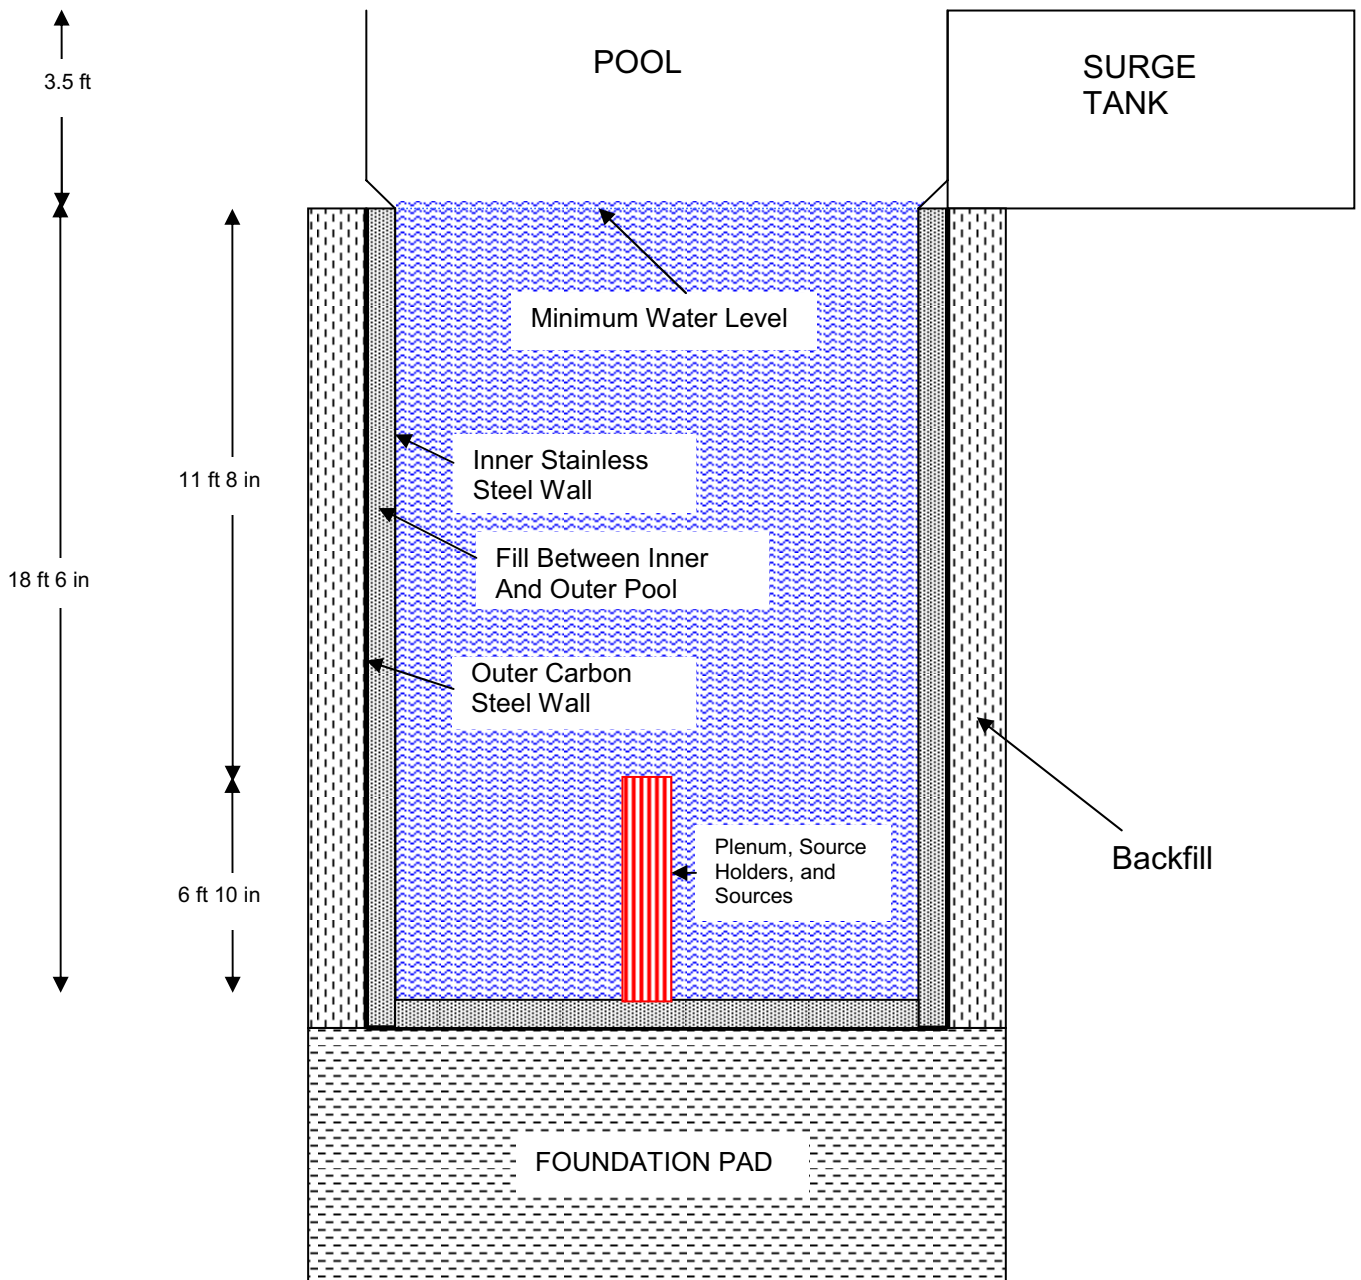 POOL
SURGE
TANK
3.5 ft
Minimum Water Level
Inner Stainless
Steel Wall
11 ft 8 in
Fill Between Inner
And Outer Pool
18 ft 6 in
Outer Carbon
Steel Wall
Plenum, Source
Holders, and
Sources
Backfill
6 ft 10 in
FOUNDATION PAD